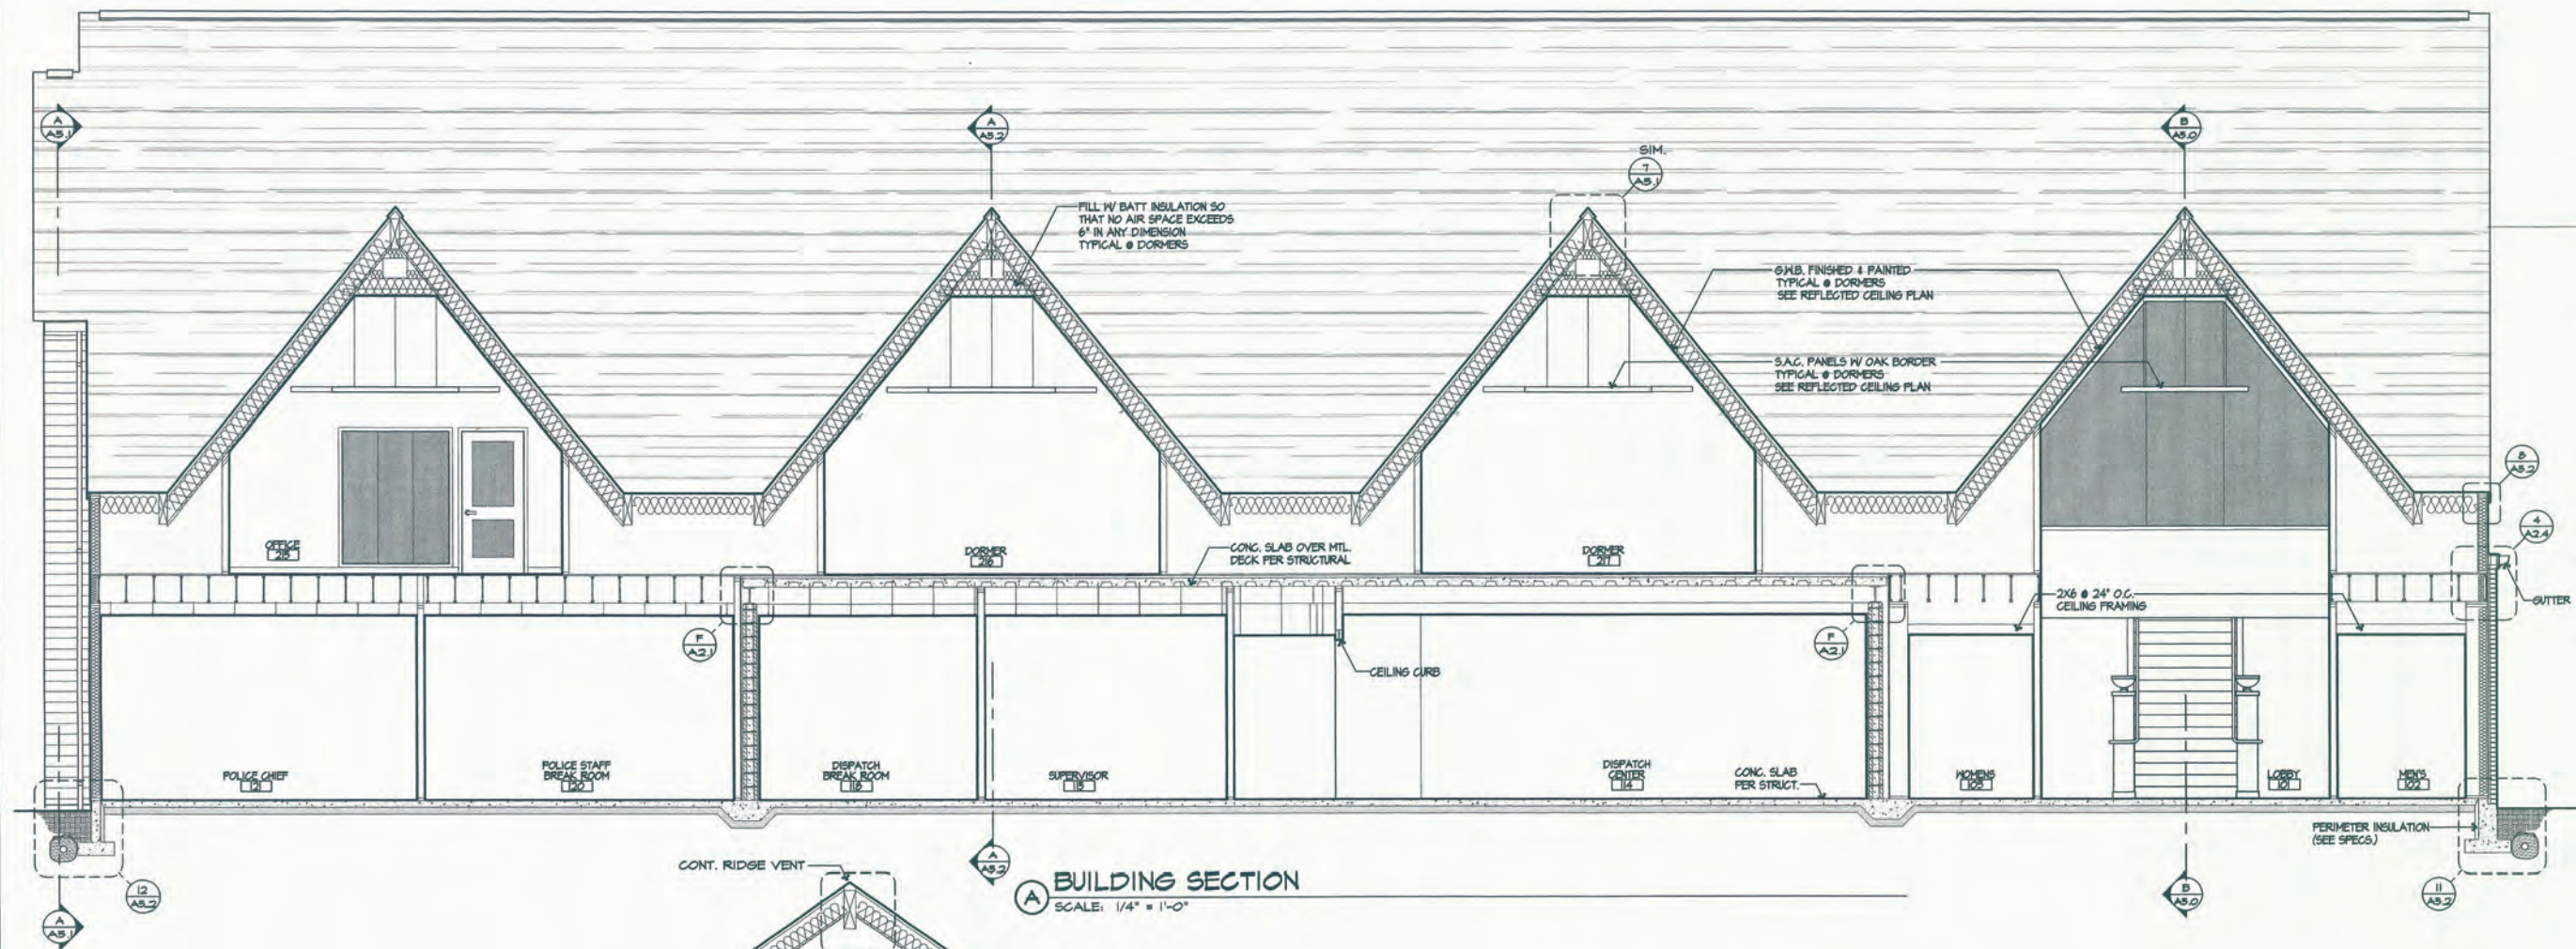 A
A5.1
A
A5.2
SIM.
7
A5.1
B
A5.0
FILL W/ BATT INSULATION SO
THAT NO AIR SPACE EXCEEDS
6" IN ANY DIMENSION
TYPICAL @ DORMERS
G.W.B. FINISHED & PAINTED
TYPICAL @ DORMERS
SEE REFLECTED CEILING PLAN
S.A.C. PANELS W/ OAK BORDER
TYPICAL @ DORMERS
SEE REFLECTED CEILING PLAN
A5.2
4
A2.4
OFFICE
215
DORMER
216
CONC. SLAB OVER MTL.
DECK PER STRUCTURAL
DORMER
217
2X6 @ 24" O.C.
CEILING FRAMING
GUTTER
F
A2.1
CEILING CURB
F
A2.1
POLICE CHIEF
121
POLICE STAFF
BREAK ROOM
120
DISPATCH
BREAK ROOM
SUPERVISOR
115
DISPATCH
CENTER
114
CONC. SLAB
PER STRUCT.
WOMENS
103
LOBBY
101
MEN'S
102
PERIMETER INSULATION
(SEE SPECS.)
CONT. RIDGE VENT
A
A5.2
A
BUILDING SECTION
SCALE: 1/4" = 1'-0"
12
A5.2
A
A5.1
B
A5.0
11
A5.2